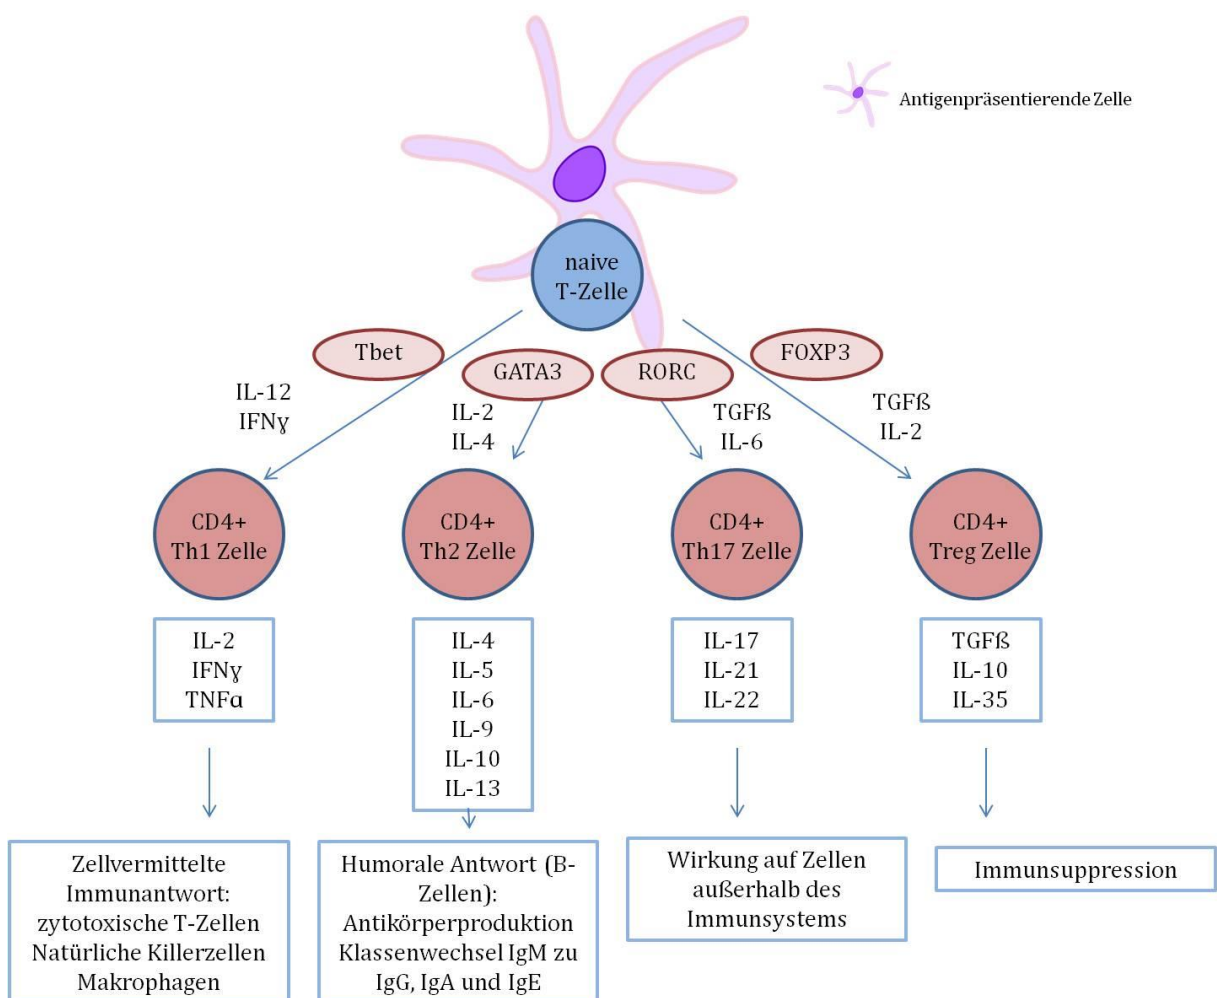 Antigenpräsentierende Zelle
naive
T-Zelle
Tbet
GATA3
RORC
FOXP3
IL-12
IFNɣ
IL-2
IL-4
TGFß
IL-6
TGFß
IL-2
CD4+
Th1 Zelle
CD4+
Th2 Zelle
CD4+
Th17 Zelle
CD4+
Treg Zelle
IL-2
IFNɣ
TNFα
IL-4
IL-5
IL-6
IL-9
IL-10
IL-13
IL-17
IL-21
IL-22
TGFß
IL-10
IL-35
Zellvermittelte
Immunantwort:
zytotoxische T-Zellen
Natürliche Killerzellen
Makrophagen
Humorale Antwort (B-
Zellen):
Antikörperproduktion
Klassenwechsel IgM zu
IgG, IgA und IgE
Wirkung auf Zellen
außerhalb des
Immunsystems
Immunsuppression